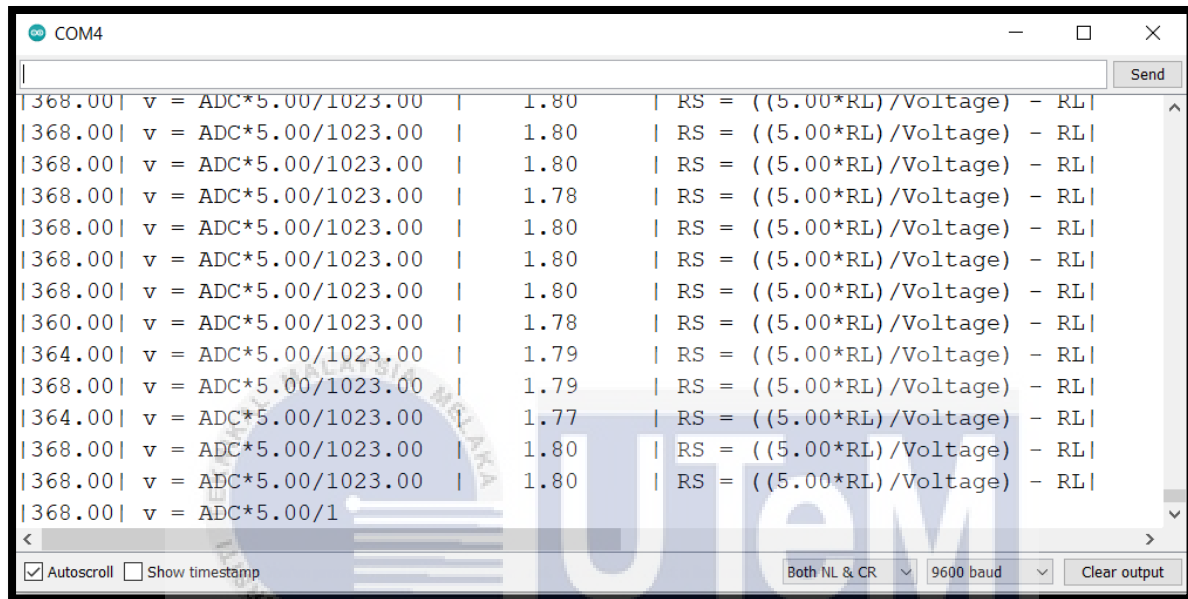 COM4
Send
|368.00| v = ADC*5.00/1023.00 | 1.80 | RS = ((5.00*RL)/Voltage) - RL|
|368.00| v = ADC*5.00/1023.00 | 1.80 | RS = ((5.00*RL)/Voltage) - RL|
|368.00| v = ADC*5.00/1023.00 | 1.80 | RS = ((5.00*RL)/Voltage) - RL|
|368.00| v = ADC*5.00/1023.00 | 1.78 | RS = ((5.00*RL)/Voltage) - RL|
|368.00| v = ADC*5.00/1023.00 | 1.80 | RS = ((5.00*RL)/Voltage) - RL|
|368.00| v = ADC*5.00/1023.00 | 1.80 | RS = ((5.00*RL)/Voltage) - RL|
|368.00| v = ADC*5.00/1023.00 | 1.80 | RS = ((5.00*RL)/Voltage) - RL|
|360.00| v = ADC*5.00/1023.00 | 1.78 | RS = ((5.00*RL)/Voltage) - RL|
|364.00| v = ADC*5.00/1023.00 | 1.79 | RS = ((5.00*RL)/Voltage) - RL|
|368.00| v = ADC*5.00/1023.00 | 1.79 | RS = ((5.00*RL)/Voltage) - RL|
|364.00| v = ADC*5.00/1023.00 | 1.77 | RS = ((5.00*RL)/Voltage) - RL|
|368.00| v = ADC*5.00/1023.00 | 1.80 | RS = ((5.00*RL)/Voltage) - RL|
|368.00| v = ADC*5.00/1023.00 | 1.80 | RS = ((5.00*RL)/Voltage) - RL|
|368.00| v = ADC*5.00/1
Autoscroll Show timestamp Both NL & CR 9600 baud Clear output
MALAYSIA MELAKA
UTeM